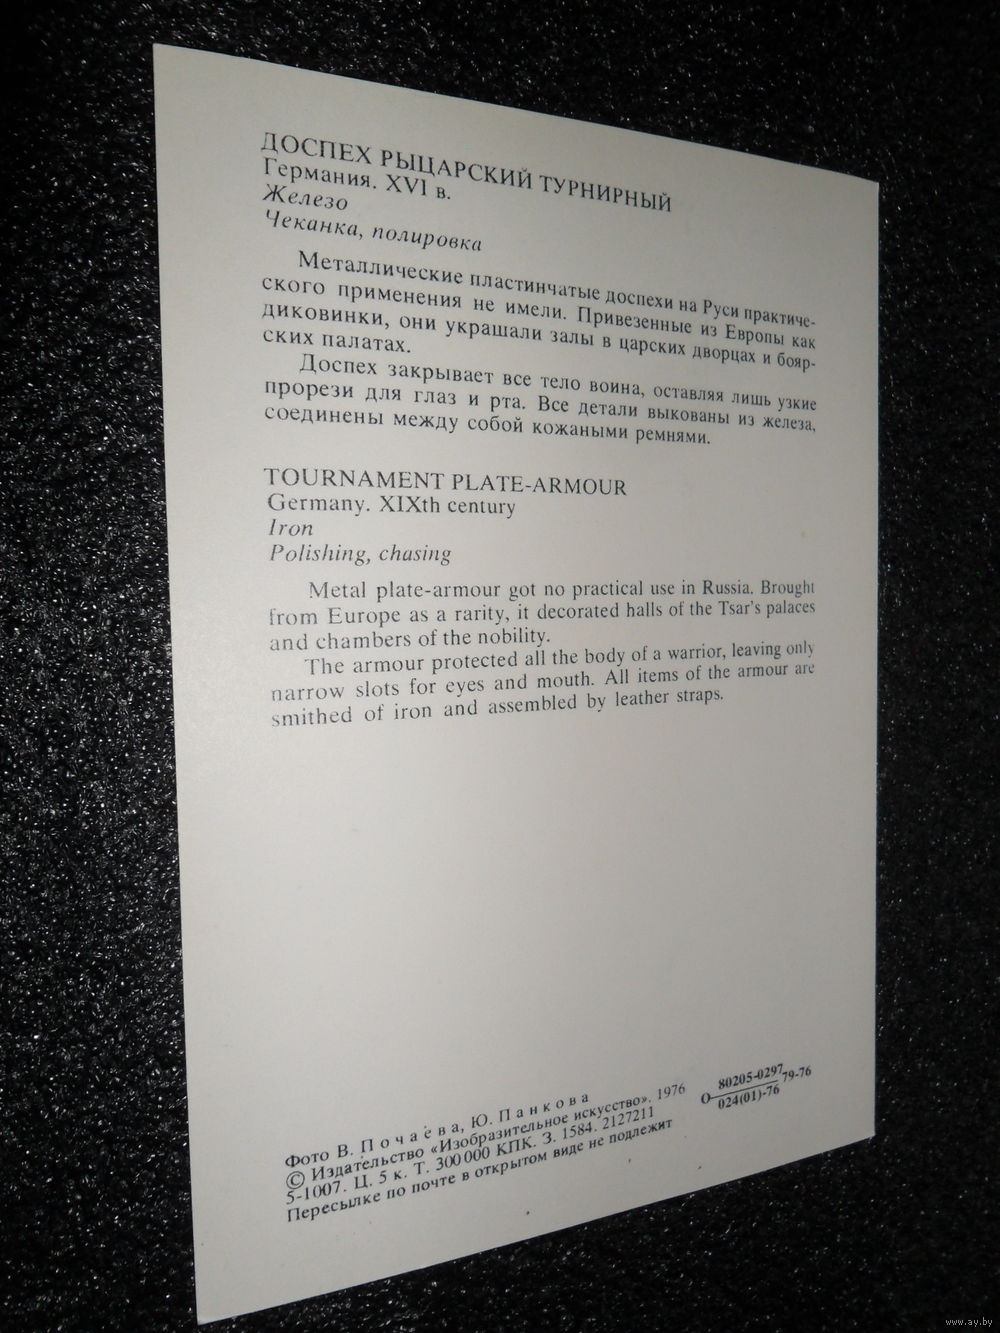 ДОСПЕХ РЫЦАРСКИЙ ТУРНИРНЫЙ
Германия. XVI в.
Железо
Чеканка, полировка
Металлические пластинчатые доспехи на Руси практиче-
ского применения не имели. Привезенные из Европы как
диковинки, они украшали залы в царских дворцах и бояр-
ских палатах.
Доспех закрывает все тело воина, оставляя лишь узкие
прорези для глаз и рта. Все детали выкованы из железа,
соединены между собой кожаными ремнями.
TOURNAMENT PLATE-ARMOUR
Germany. XIXth century
Iron
Polishing, chasing
Metal plate-armour got no practical use in Russia. Brought
from Europe as a rarity, it decorated halls of the Tsar's palaces
and chambers of the nobility.
The armour protected all the body of a warrior, leaving only
narrow slots for eyes and mouth. All items of the armour are
smithed of iron and assembled by leather straps.
Фото В. Почаева, Ю. Панкова
© Издательство «Изобразительное искусство». 1976
5-1007. Ц. 5 к. Т. 300 000 КПК. З. 1584. 2127211
Пересылке по почте в открытом виде не подлежит
О 80205-0297 79-76
024(01)-76
www.ay.by